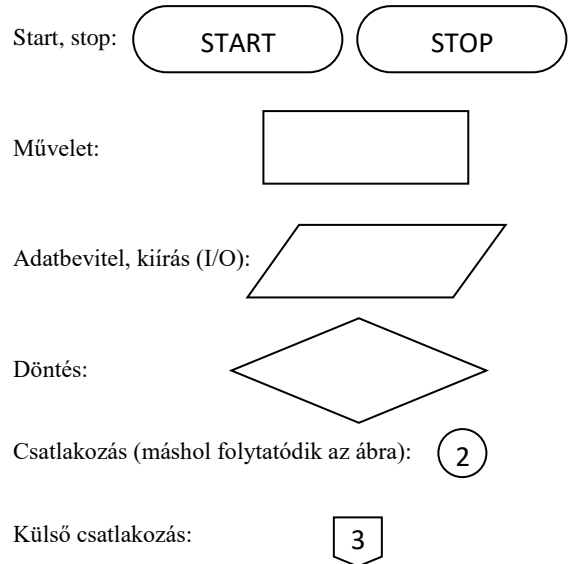 Start, stop: START STOP
Művelet:
Adatbevitel, kiírás (I/O):
Döntés:
Csatlakozás (máshol folytatódik az ábra): 2
Külső csatlakozás: 3